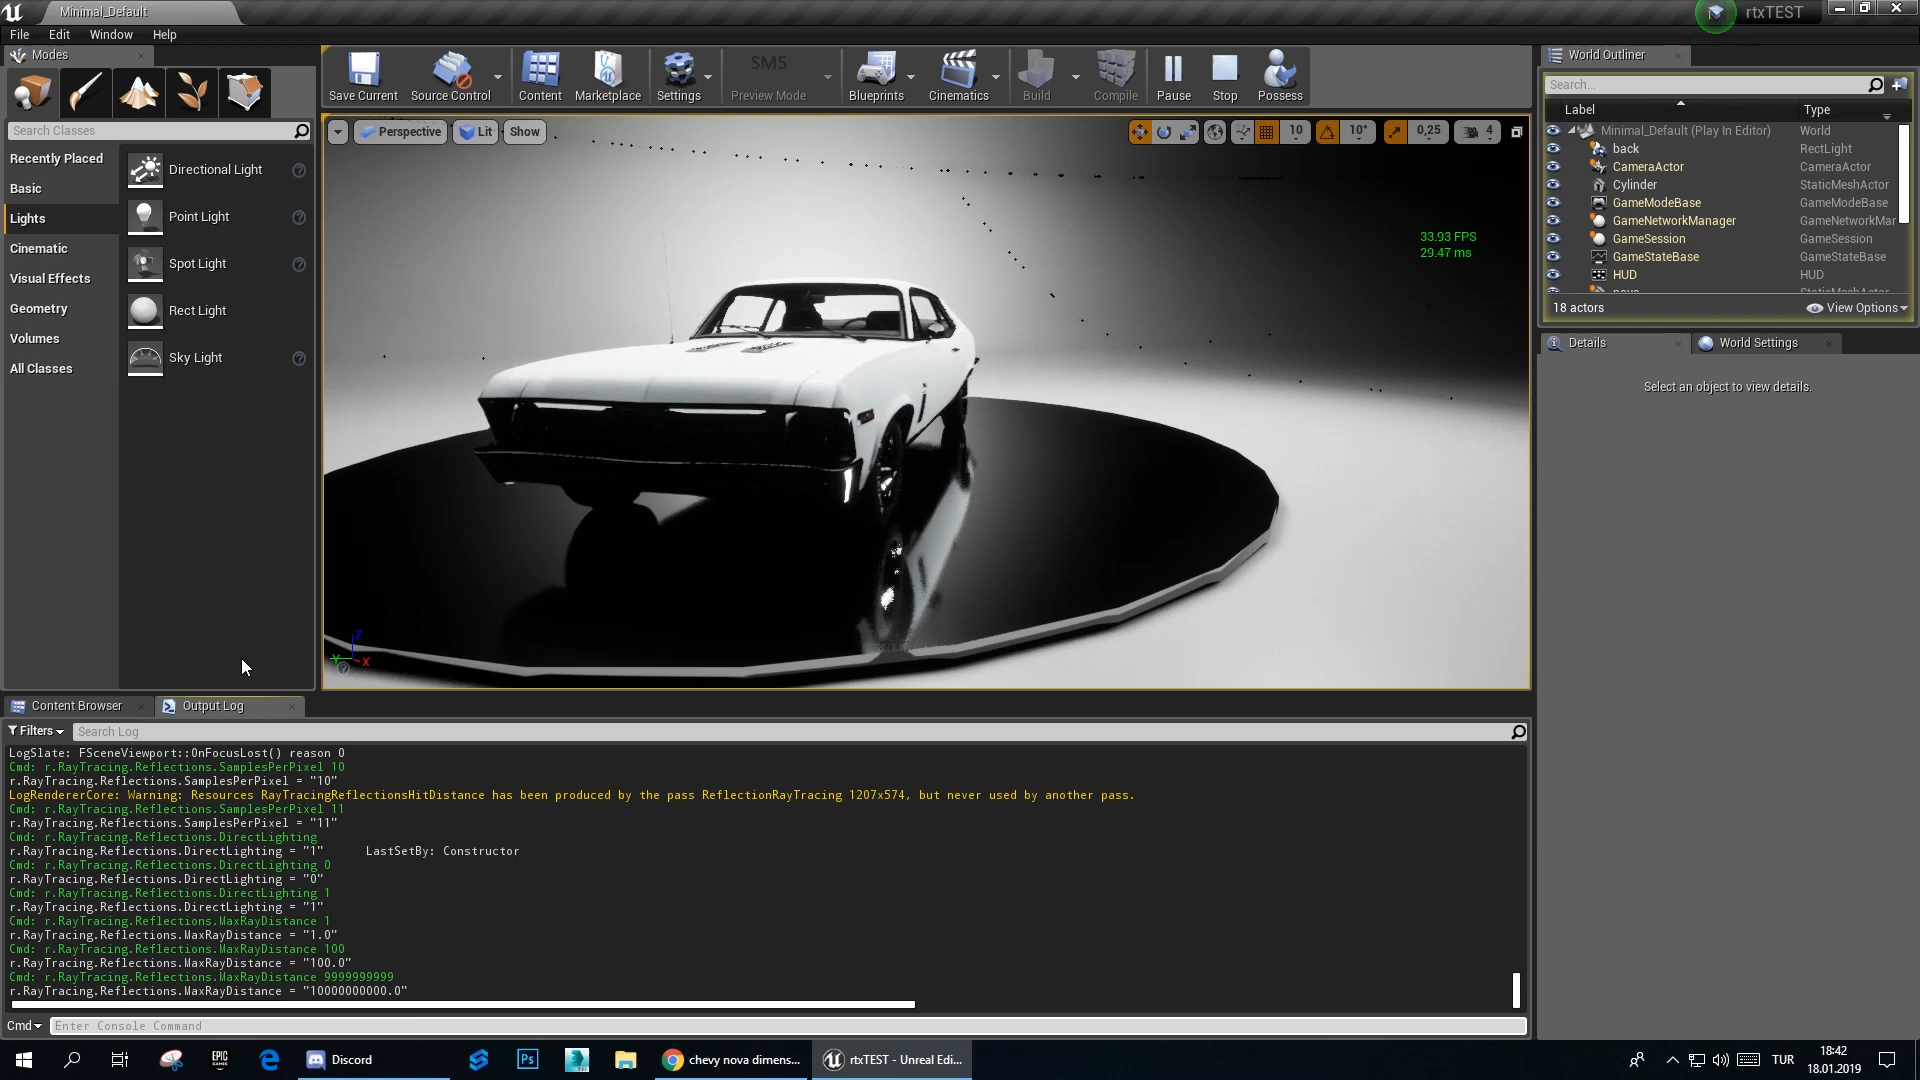 Minimal_Default
rtxTEST
File Edit Window Help
Modes
Search Classes
Recently Placed
Basic
Lights
Cinematic
Visual Effects
Geometry
Volumes
All Classes
Directional Light
Point Light
Spot Light
Rect Light
Sky Light
Save Current
Source Control
Content
Marketplace
Settings
SM5
Preview Mode
Blueprints
Cinematics
Build
Compile
Pause
Stop
Possess
Perspective
Lit
Show
10
10°
0,25
4
33.93 FPS
29.47 ms
Z
Y
X
World Outliner
Search...
Label Type
Minimal_Default (Play In Editor) World
back RectLight
CameraActor CameraActor
Cylinder StaticMeshActor
GameModeBase GameModeBase
GameNetworkManager GameNetworkMar
GameSession GameSession
GameStateBase GameStateBase
HUD HUD
18 actors
View Options
Details
World Settings
Select an object to view details.
Content Browser
Output Log
Filters
Search Log
LogSlate: FSceneViewport::OnFocusLost() reason 0
Cmd: r.RayTracing.Reflections.SamplesPerPixel 10
r.RayTracing.Reflections.SamplesPerPixel = "10"
LogRendererCore: Warning: Resources RayTracingReflectionsHitDistance has been produced by the pass ReflectionRayTracing 1207x574, but never used by another pass.
Cmd: r.RayTracing.Reflections.SamplesPerPixel 11
r.RayTracing.Reflections.SamplesPerPixel = "11"
Cmd: r.RayTracing.Reflections.DirectLighting
r.RayTracing.Reflections.DirectLighting = "1" LastSetBy: Constructor
Cmd: r.RayTracing.Reflections.DirectLighting 0
r.RayTracing.Reflections.DirectLighting = "0"
Cmd: r.RayTracing.Reflections.DirectLighting 1
r.RayTracing.Reflections.DirectLighting = "1"
Cmd: r.RayTracing.Reflections.MaxRayDistance 1
r.RayTracing.Reflections.MaxRayDistance = "1.0"
Cmd: r.RayTracing.Reflections.MaxRayDistance 100
r.RayTracing.Reflections.MaxRayDistance = "100.0"
Cmd: r.RayTracing.Reflections.MaxRayDistance 9999999999
r.RayTracing.Reflections.MaxRayDistance = "10000000000.0"
Cmd
Enter Console Command
EPIC
GAMES
Discord
Ps
chevy nova dimens...
rtxTEST - Unreal Edi...
TUR
18:42
18.01.2019